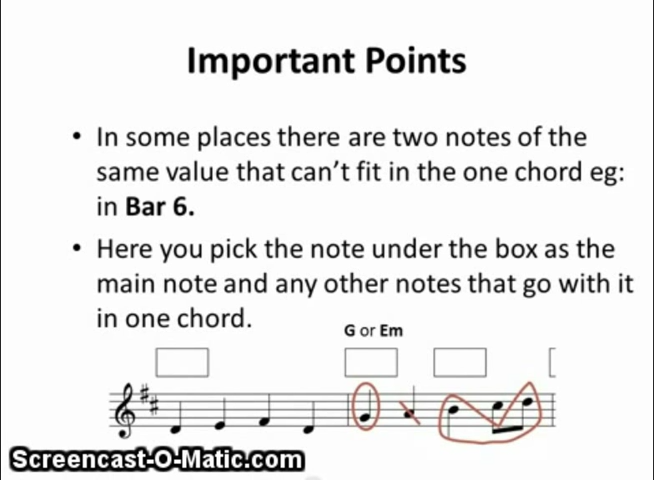 Important Points
• In some places there are two notes of the
same value that can't fit in the one chord eg:
in Bar 6.
• Here you pick the note under the box as the
main note and any other notes that go with it
in one chord.
G or Em
Screencast-O-Matic.com